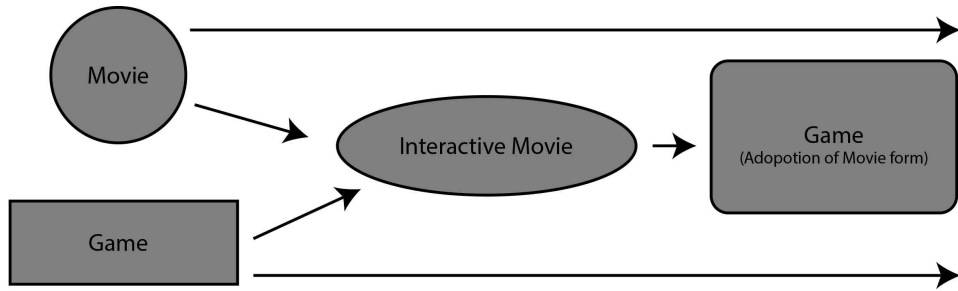 Movie
Interactive Movie
Game
(Adopotion of Movie form)
Game